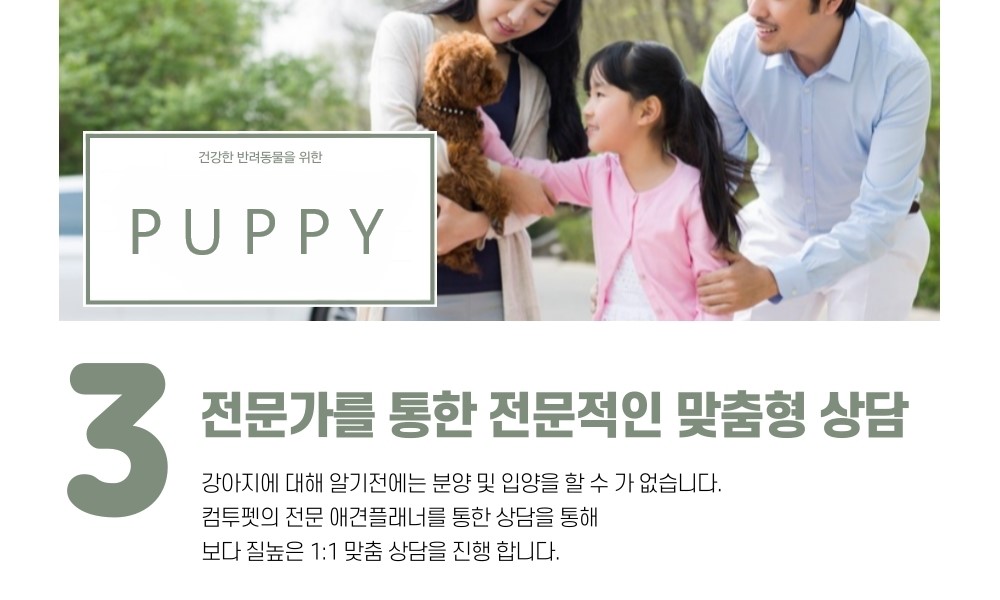 건강한 반려동물을 위한
PUPPY
3
전문가를 통한 전문적인 맞춤형 상담
강아지에 대해 알기전에는 분양 및 입양을 할 수 가 없습니다.
컴투펫의 전문 애견플래너를 통한 상담을 통해
보다 질높은 1:1 맞춤 상담을 진행 합니다.